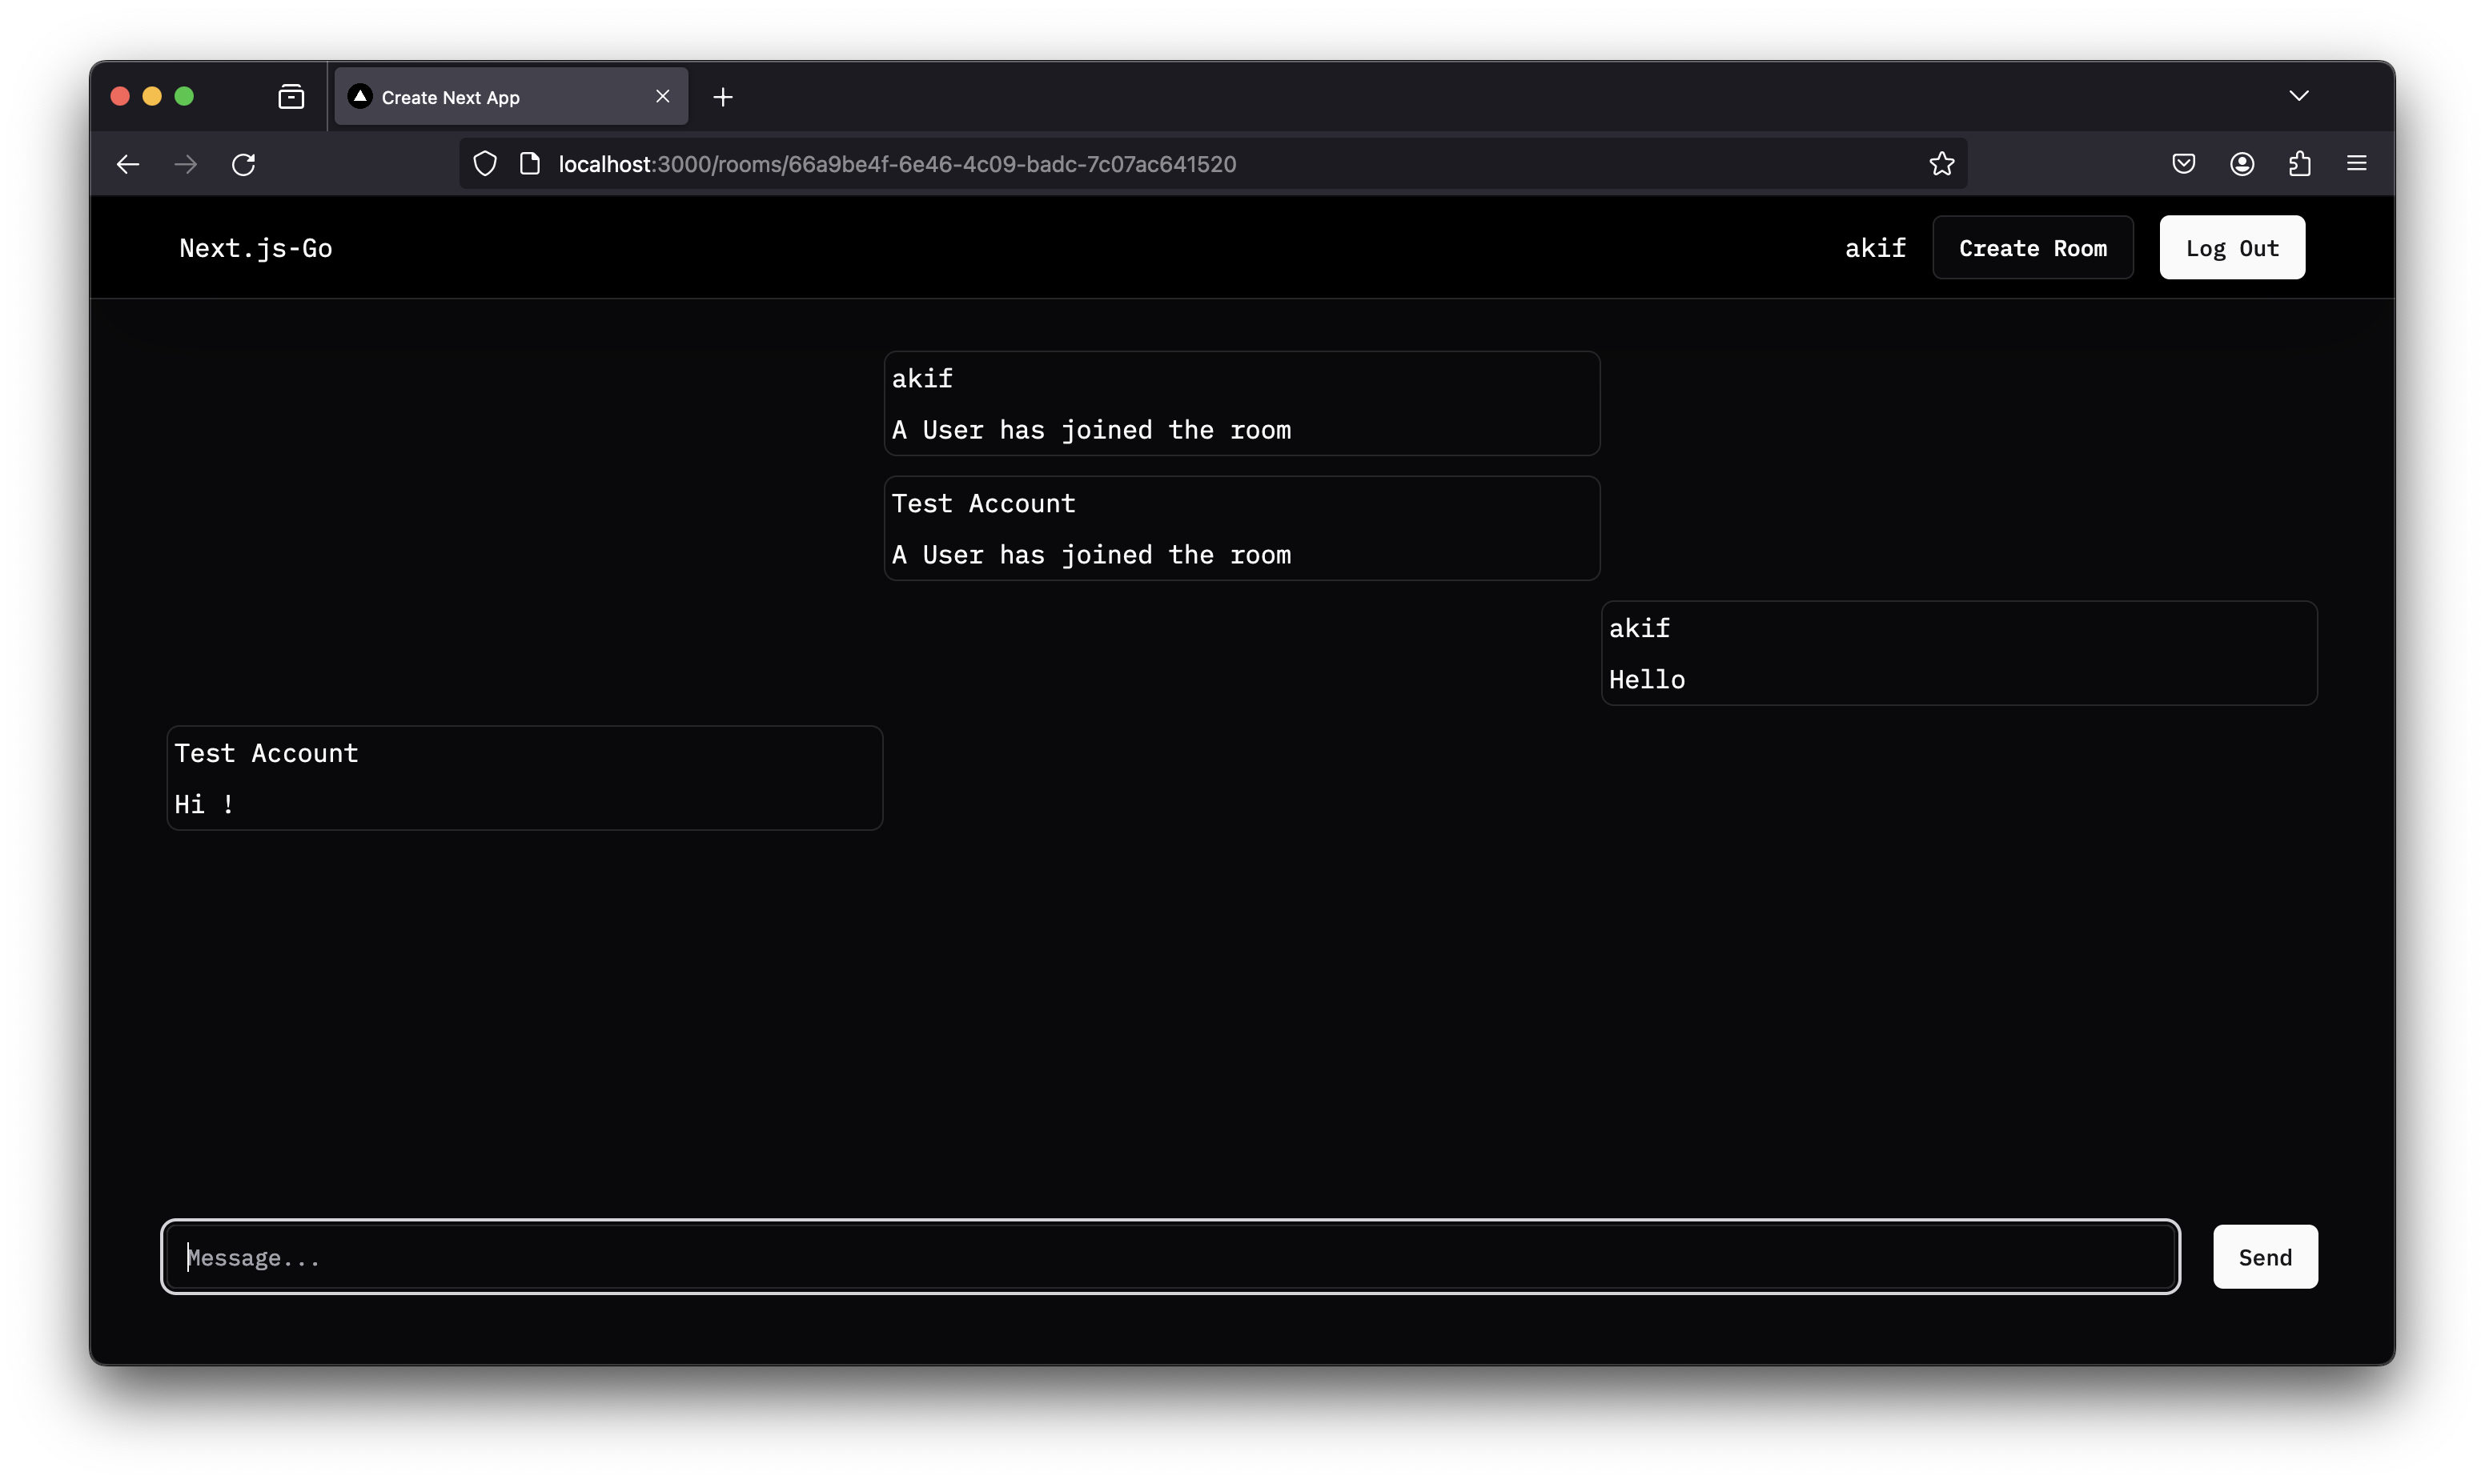 Create Next App
localhost:3000/rooms/66a9be4f-6e46-4c09-badc-7c07ac641520
Next.js-Go
akif
Create Room
Log Out
akif
A User has joined the room
Test Account
A User has joined the room
akif
Hello
Test Account
Hi !
Message...
Send